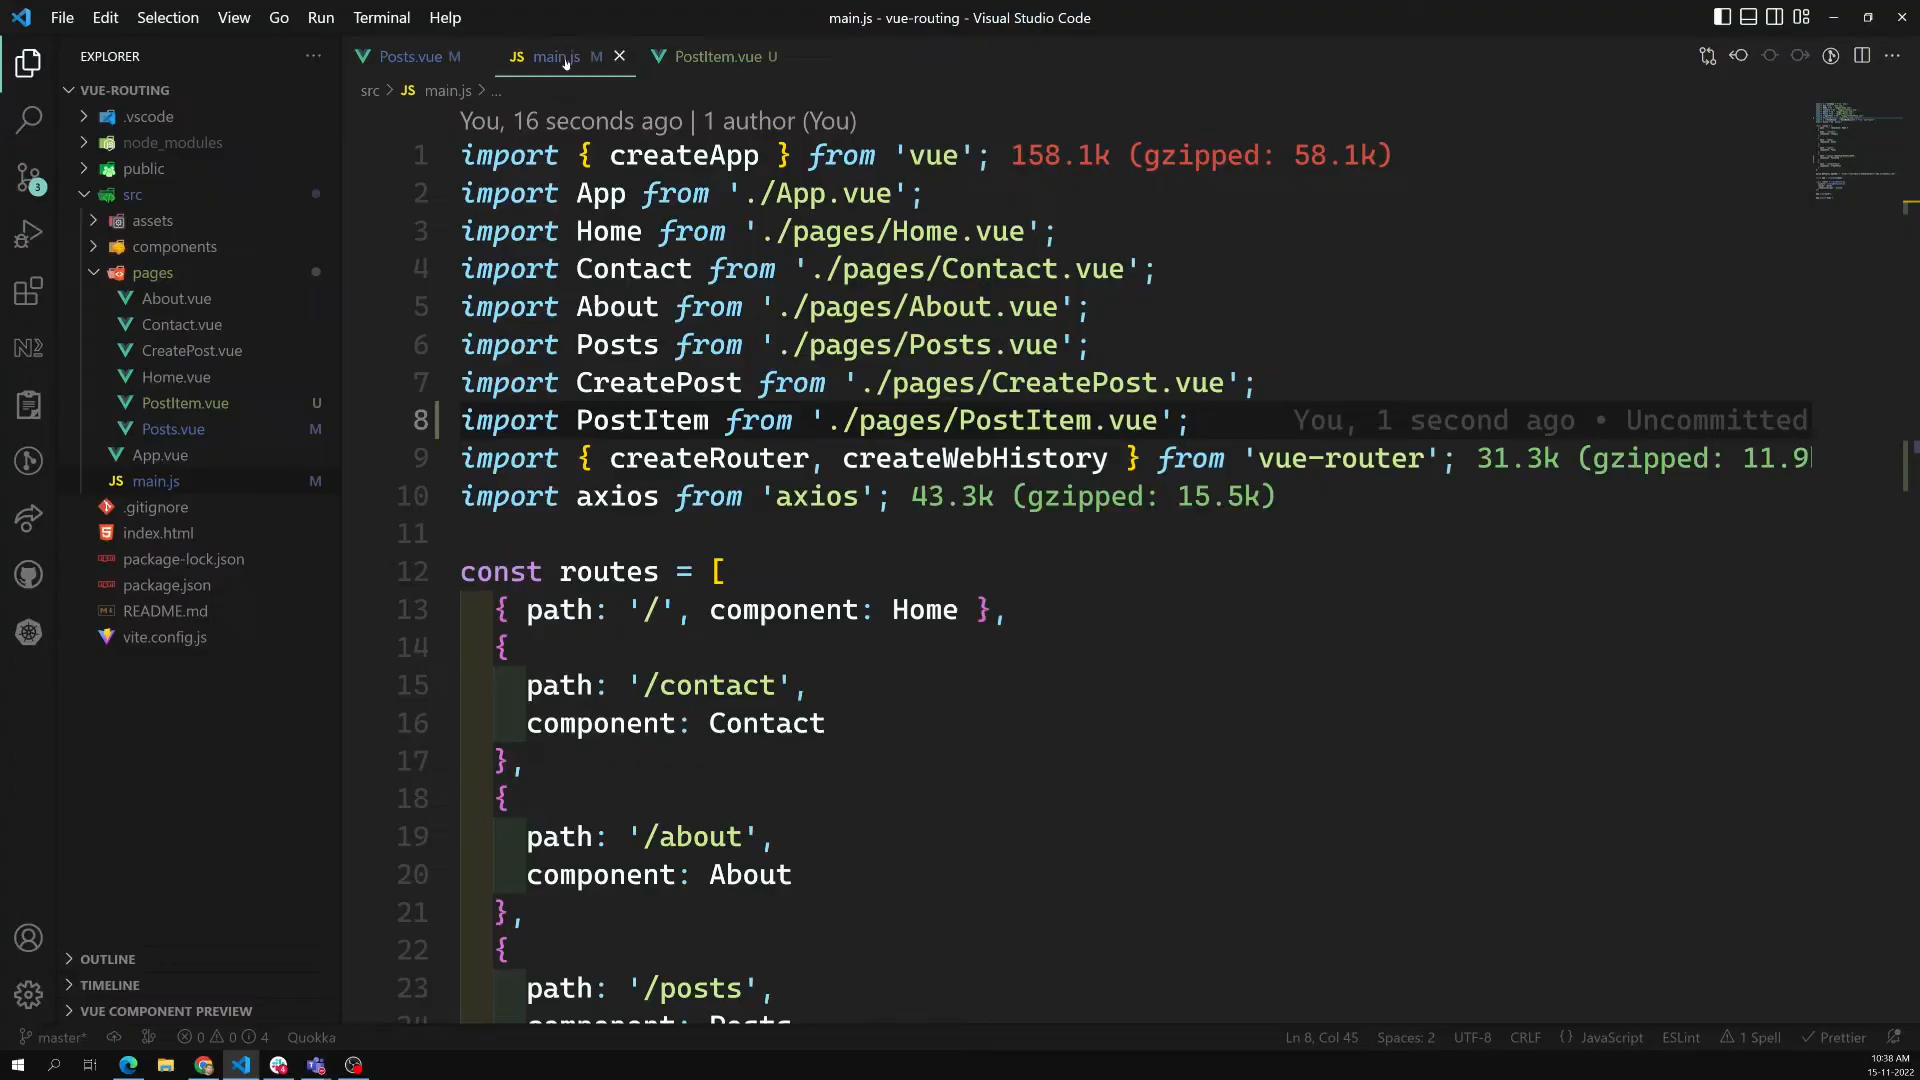 File Edit Selection View Go Run Terminal Help
main.js - vue-routing - Visual Studio Code
EXPLORER
VUE-ROUTING
.vscode
node_modules
public
src
assets
components
pages
About.vue
Contact.vue
CreatePost.vue
Home.vue
PostItem.vue U
Posts.vue M
App.vue
JS main.js M
.gitignore
index.html
package-lock.json
package.json
README.md
vite.config.js
OUTLINE
TIMELINE
VUE COMPONENT PREVIEW
3
Posts.vue M
JS main.js M
PostItem.vue U
src > JS main.js > ...
You, 16 seconds ago | 1 author (You)
1 import { createApp } from 'vue'; 158.1k (gzipped: 58.1k)
2 import App from './App.vue';
3 import Home from './pages/Home.vue';
4 import Contact from './pages/Contact.vue';
5 import About from './pages/About.vue';
6 import Posts from './pages/Posts.vue';
7 import CreatePost from './pages/CreatePost.vue';
8 import PostItem from './pages/PostItem.vue'; You, 1 second ago • Uncommitted
9 import { createRouter, createWebHistory } from 'vue-router'; 31.3k (gzipped: 11.9
10 import axios from 'axios'; 43.3k (gzipped: 15.5k)
11
12 const routes = [
13 { path: '/', component: Home },
14 {
15 path: '/contact',
16 component: Contact
17 },
18 {
19 path: '/about',
20 component: About
21 },
22 {
23 path: '/posts',
component: Posts
master* 0 0 4 Quokka
Ln 8, Col 45 Spaces: 2 UTF-8 CRLF {} JavaScript ESLint 1 Spell Prettier
10:38 AM
15-11-2022